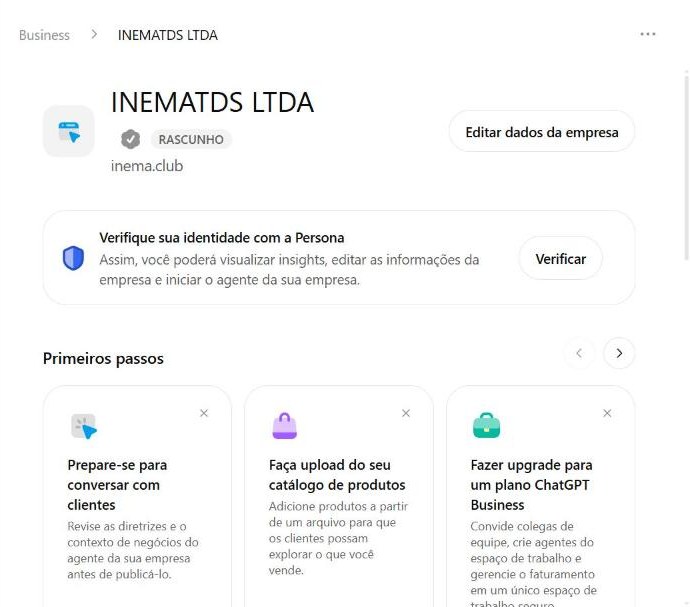 Business > INEMATDS LTDA
INEMATDS LTDA
RASCUNHO
inema.club
Editar dados da empresa
Verifique sua identidade com a Persona
Assim, você poderá visualizar insights, editar as informações da
empresa e iniciar o agente da sua empresa.
Verificar
Primeiros passos
Prepare-se para
conversar com
clientes
Revise as diretrizes e o
contexto de negócios do
agente da sua empresa
antes de publicá-lo.
Faça upload do seu
catálogo de produtos
Adicione produtos a partir
de um arquivo para que
os clientes possam
explorar o que você
vende.
Fazer upgrade para
um plano ChatGPT
Business
Convide colegas de
equipe, crie agentes do
espaço de trabalho e
gerencie o faturamento
em um único espaço de
trabalho seguro